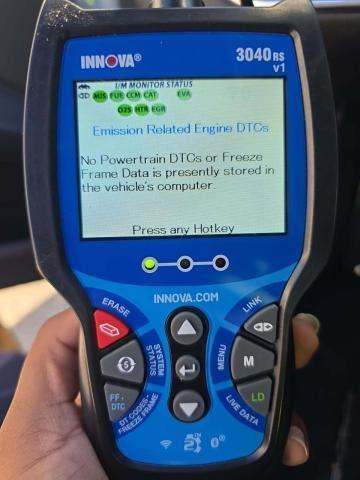 INNOVA®
3040RS
v1
I/M MONITOR STATUS
MIS FUE CCM CAT EVA
O2S HTR EGR
Emission Related Engine DTCs
No Powertrain DTCs or Freeze
Frame Data is presently stored in
the vehicle's computer
Press any Hotkey
INNOVA.COM
ERASE
LINK
SYSTEM
STATUS
MENU
M
FF·
DTC
LD
DT CODES·
FREEZE FRAME
LIVE DATA